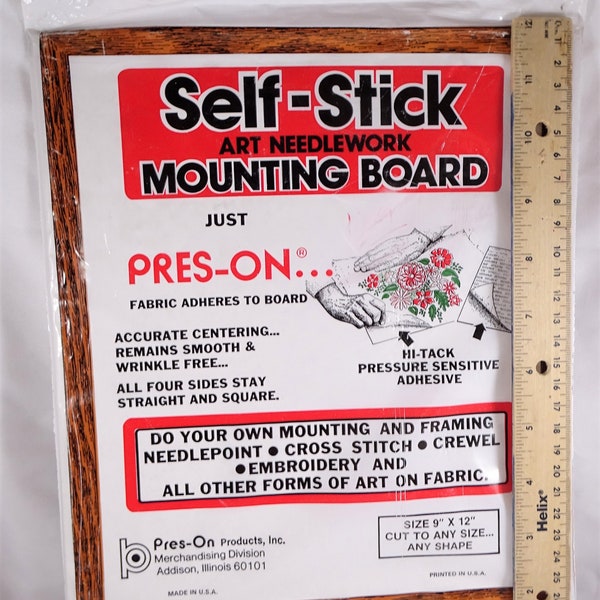 Self-Stick
ART NEEDLEWORK
MOUNTING BOARD
JUST
PRES-ON®...
FABRIC ADHERES TO BOARD
ACCURATE CENTERING...
REMAINS SMOOTH &
WRINKLE FREE...
ALL FOUR SIDES STAY
STRAIGHT AND SQUARE.
HI-TACK
PRESSURE SENSITIVE
ADHESIVE
DO YOUR OWN MOUNTING AND FRAMING
NEEDLEPOINT • CROSS STITCH • CREWEL
• EMBROIDERY AND
ALL OTHER FORMS OF ART ON FABRIC.
Pres-On Products, Inc.
Merchandising Division
Addison, Illinois 60101
MADE IN U.S.A.
SIZE 9" X 12"
CUT TO ANY SIZE...
ANY SHAPE
PRINTED IN U.S.A.
Helix